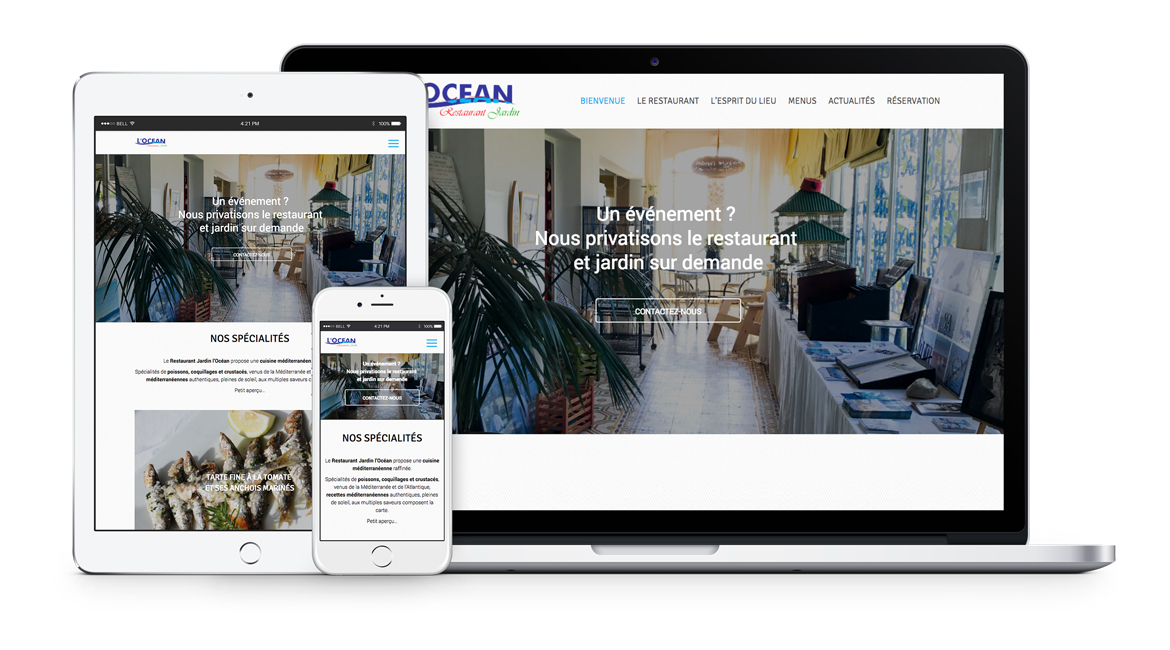 OCEAN
Restaurant Jardin
BIENVENUE LE RESTAURANT L'ESPRIT DU LIEU MENUS ACTUALITÉS RÉSERVATION
Un événement ?
Nous privatisons le restaurant
et jardin sur demande
CONTACTEZ-NOUS
BELL 4:21 PM 100%
L'OCEAN
Un événement ?
Nous privatisons le restaurant
et jardin sur demande
CONTACTEZ-NOUS
NOS SPÉCIALITÉS
Le Restaurant Jardin l'Océan propose une cuisine méditerranéen
Spécialités de poissons, coquillages et crustacés, venus de la Méditerranée et
méditerranéennes authentiques, pleines de soleil, aux multiples saveurs c
Petit aperçu...
TARTE FINE À LA TOMATE
ET SES ANCHOIS MARINÉS
BELL 4:21 PM 100%
L'OCEAN
Un événement ?
Nous privatisons le restaurant
et jardin sur demande
CONTACTEZ-NOUS
NOS SPÉCIALITÉS
Le Restaurant Jardin l'Océan propose une cuisine
méditerranéenne raffinée.
Spécialités de poissons, coquillages et crustacés,
venus de la Méditerranée et de l'Atlantique,
recettes méditerranéennes authentiques, pleines
de soleil, aux multiples saveurs composent la
carte.
Petit aperçu...